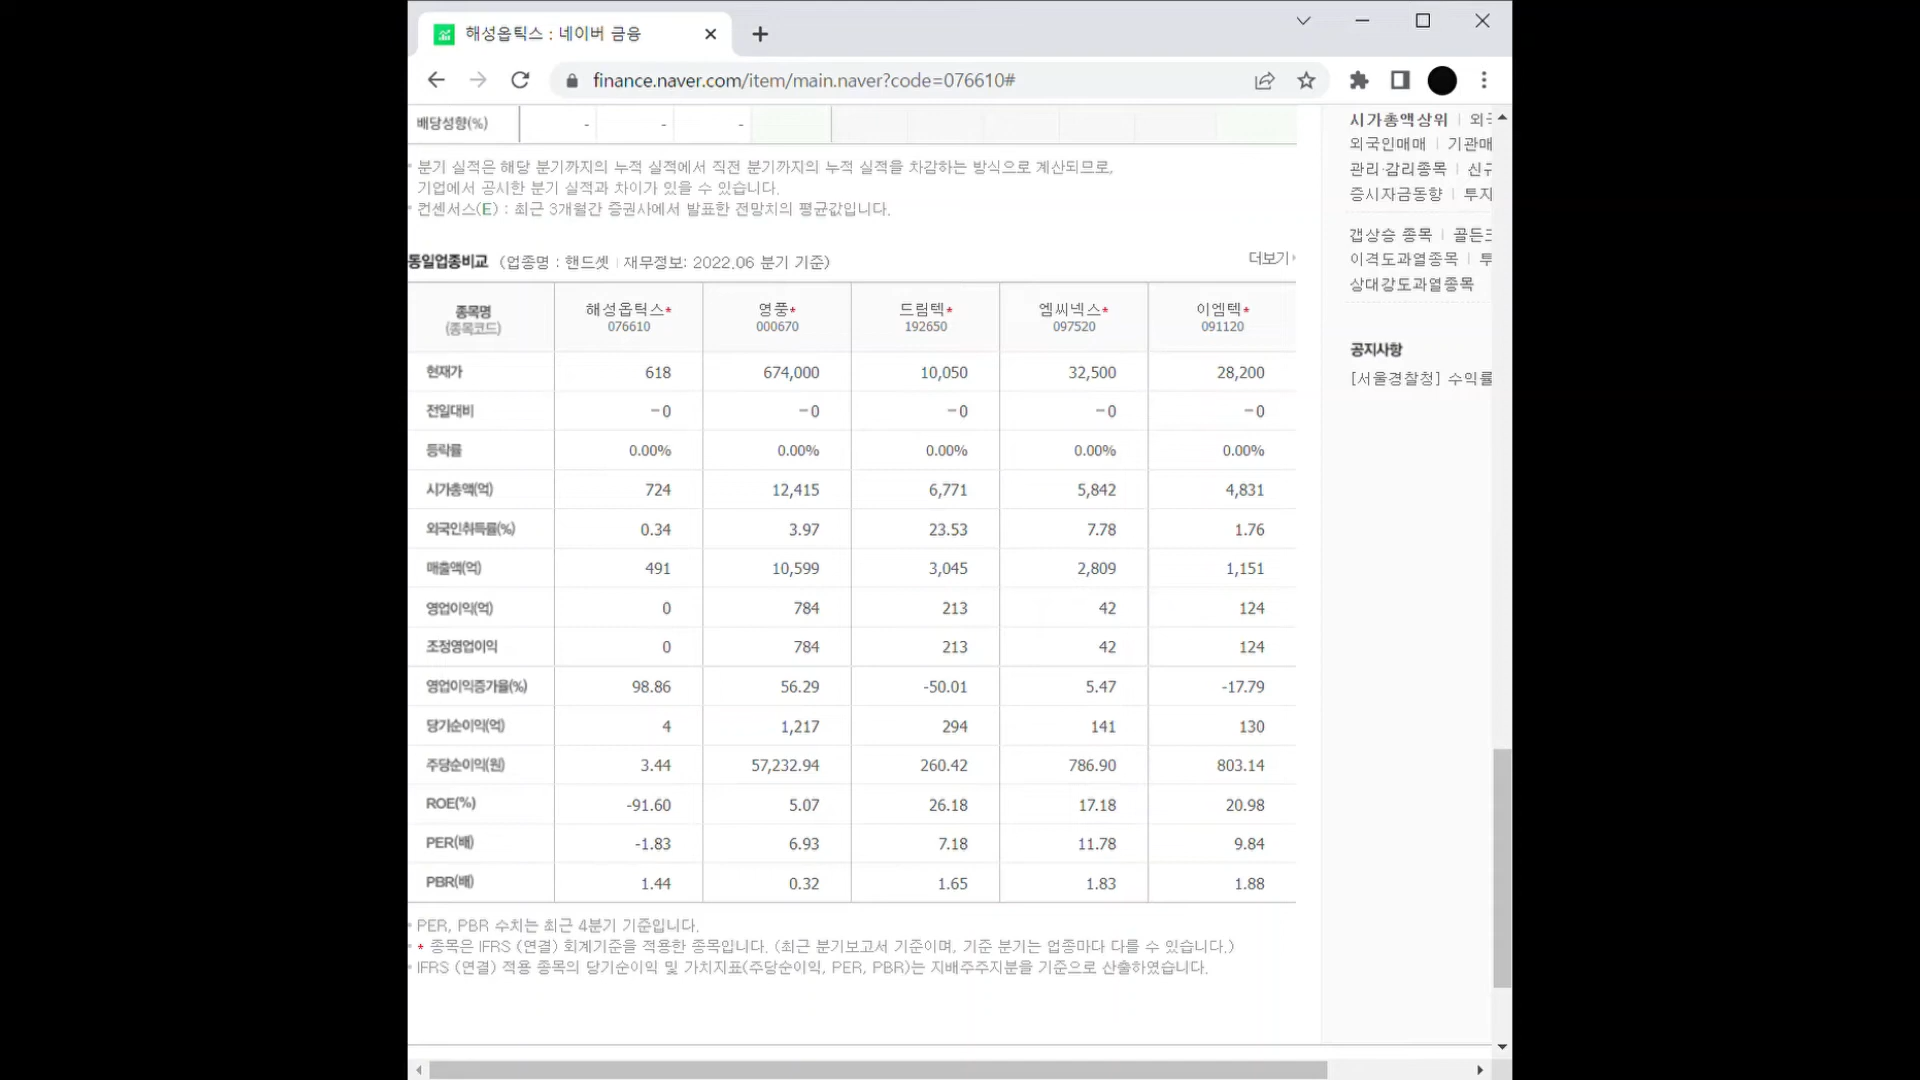 해성옵틱스 : 네이버 금융
finance.naver.com/item/main.naver?code=076610#
배당성향(%) - - -
분기 실적은 해당 분기까지의 누적 실적에서 직전 분기까지의 누적 실적을 차감하는 방식으로 계산되므로,
기업에서 공시한 분기 실적과 차이가 있을 수 있습니다.
컨센서스(E) : 최근 3개월간 증권사에서 발표한 전망치의 평균값입니다.
동일업종비교 (업종명 : 핸드셋 | 재무정보: 2022.06 분기 기준) 더보기
종목명 해성옵틱스* 영풍* 드림텍* 엠씨넥스* 이엠텍*
(종목코드) 076610 000670 192650 097520 091120
현재가 618 674,000 10,050 32,500 28,200
전일대비 -0 -0 -0 -0 -0
등락률 0.00% 0.00% 0.00% 0.00% 0.00%
시가총액(억) 724 12,415 6,771 5,842 4,831
외국인취득률(%) 0.34 3.97 23.53 7.78 1.76
매출액(억) 491 10,599 3,045 2,809 1,151
영업이익(억) 0 784 213 42 124
조정영업이익 0 784 213 42 124
영업이익증가율(%) 98.86 56.29 -50.01 5.47 -17.79
당기순이익(억) 4 1,217 294 141 130
주당순이익(원) 3.44 57,232.94 260.42 786.90 803.14
ROE(%) -91.60 5.07 26.18 17.18 20.98
PER(배) -1.83 6.93 7.18 11.78 9.84
PBR(배) 1.44 0.32 1.65 1.83 1.88
PER, PBR 수치는 최근 4분기 기준입니다.
* 종목은 IFRS (연결) 회계기준을 적용한 종목입니다. (최근 분기보고서 기준이며, 기준 분기는 업종마다 다를 수 있습니다.)
IFRS (연결) 적용 종목의 당기순이익 및 가치지표(주당순이익, PER, PBR)는 지배주주지분을 기준으로 산출하였습니다.
시가총액상위 | 외
외국인매매 | 기관매
관리·감리종목 | 신
증시자금동향 | 투자
갭상승 종목 | 골든
이격도과열종목 | 투
상대강도과열종목
공지사항
[서울경찰청] 수익률